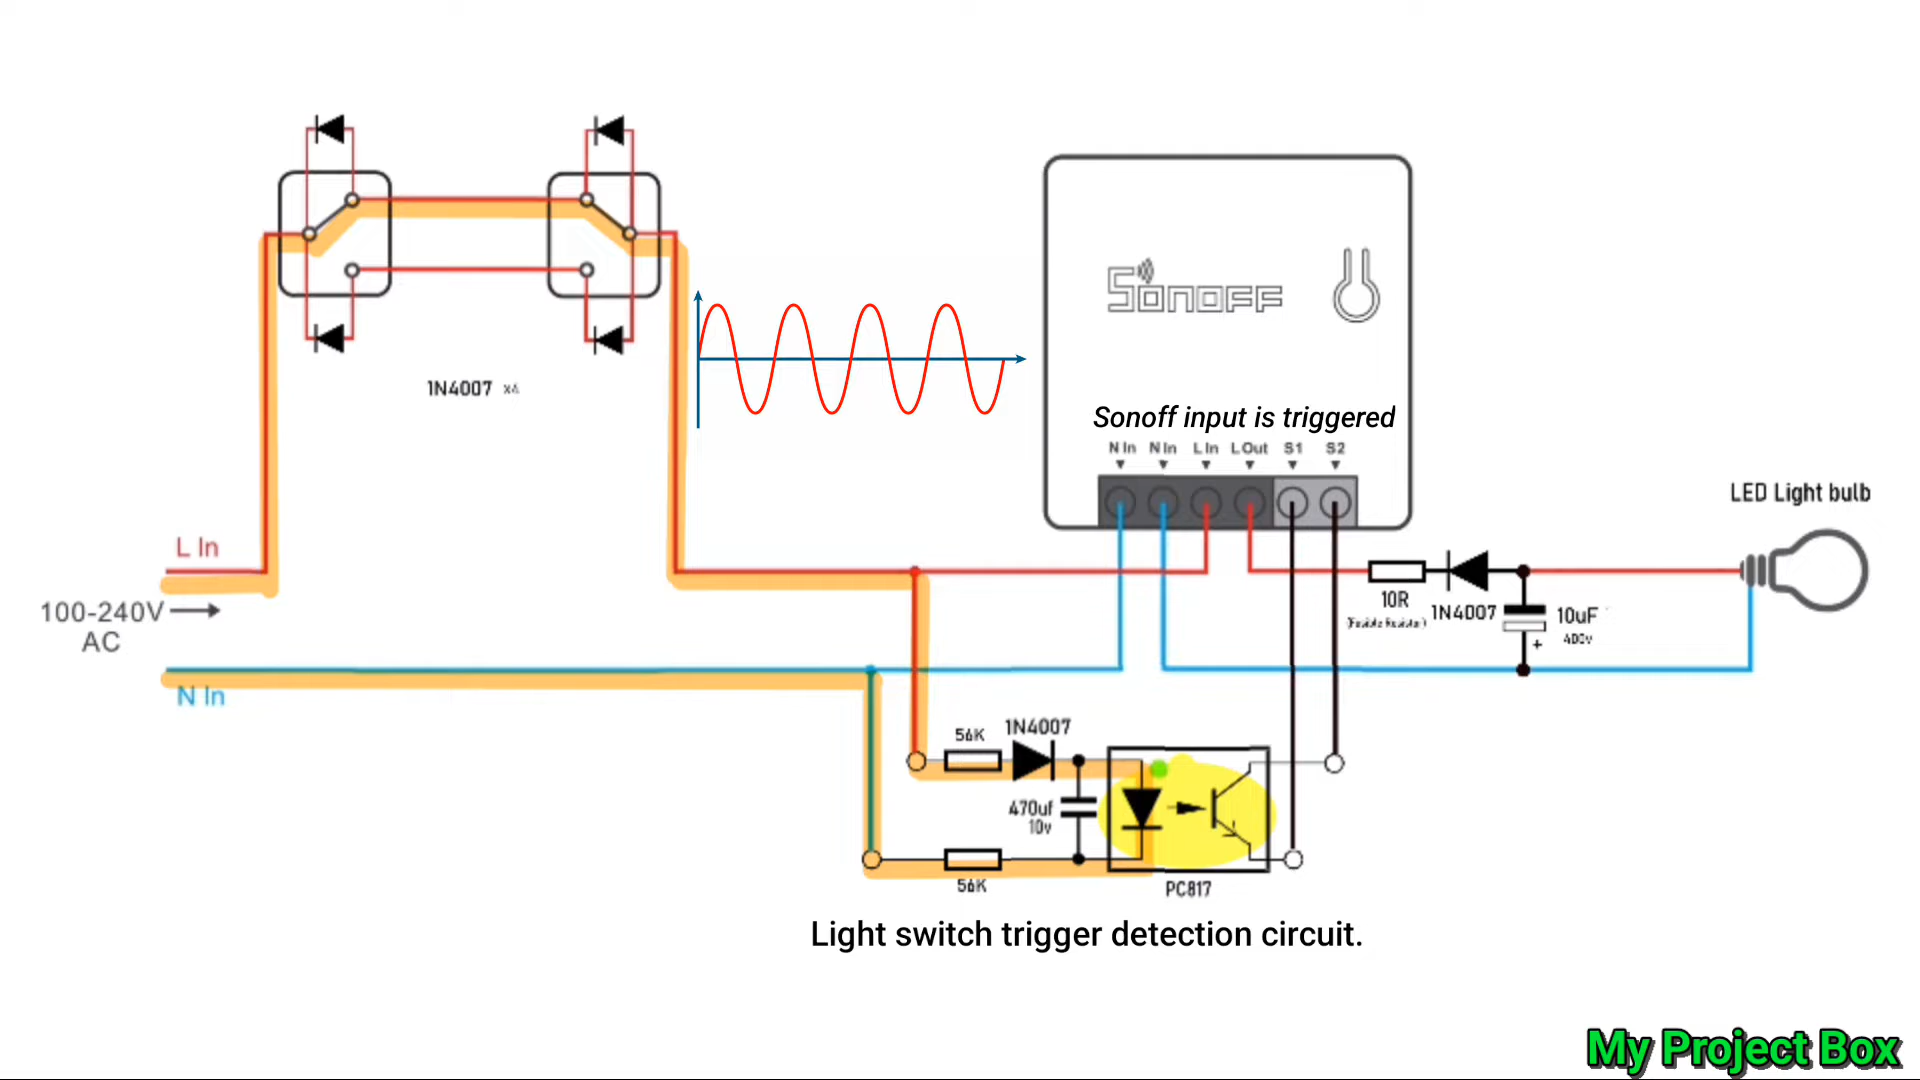 1N4007 x4
SONOFF
Sonoff input is triggered
N In N In L In L Out S1 S2
LED Light bulb
L In
100-240V
AC
N In
10R
1N4007
10uF
400v
+
56K
1N4007
470uf
10v
56K
PC817
Light switch trigger detection circuit.
My Project Box